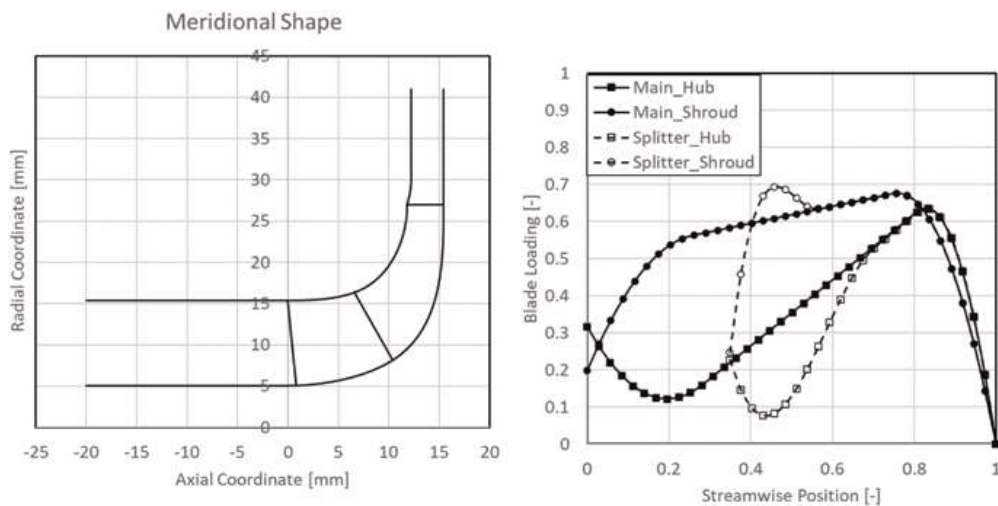 Meridional Shape
45
40
35
30
25
20
15
10
5
0
-25 -20 -15 -10 -5 0 5 10 15 20
Radial Coordinate [mm]
Axial Coordinate [mm]
1
0.9
0.8
0.7
0.6
0.5
0.4
0.3
0.2
0.1
0
0 0.2 0.4 0.6 0.8 1
Blade Loading [-]
Streamwise Position [-]
Main_Hub
Main_Shroud
Splitter_Hub
Splitter_Shroud